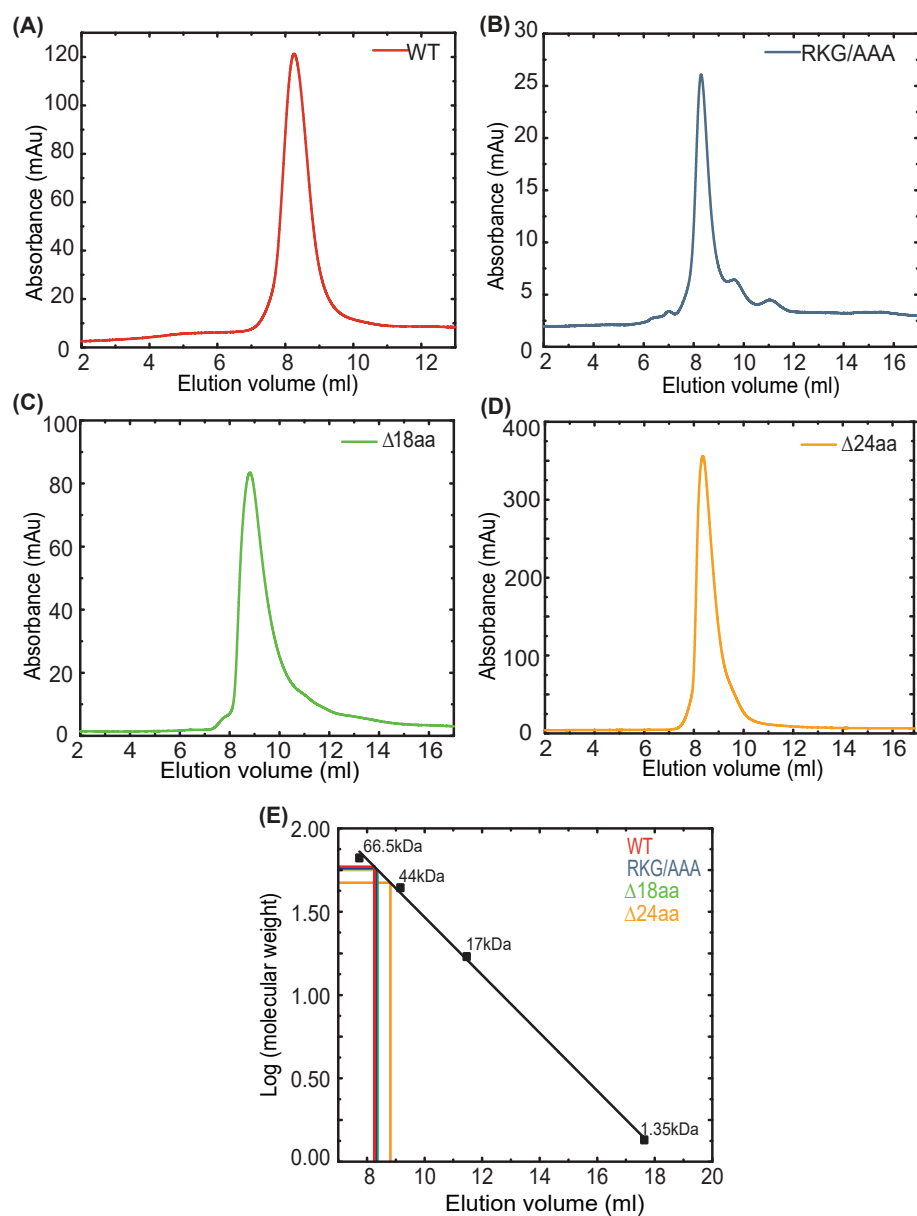 (A)
WT
Absorbance (mAu)
120
100
80
60
40
20
0
2 4 6 8 10 12
Elution volume (ml)
(B)
RKG/AAA
Absorbance (mAu)
30
25
20
15
10
5
0
2 4 6 8 10 12 14 16
Elution volume (ml)
(C)
Δ18aa
Absorbance (mAu)
100
80
60
40
20
0
2 4 6 8 10 12 14 16
Elution volume (ml)
(D)
Δ24aa
Absorbance (mAu)
400
350
250
100
50
0
2 4 6 8 10 12 14 16
Elution volume (ml)
(E)
WT
RKG/AAA
Δ18aa
Δ24aa
66.5kDa
44kDa
17kDa
1.35kDa
Log (molecular weight)
2.00
1.50
1.00
0.50
0.00
8 10 12 14 16 18 20
Elution volume (ml)